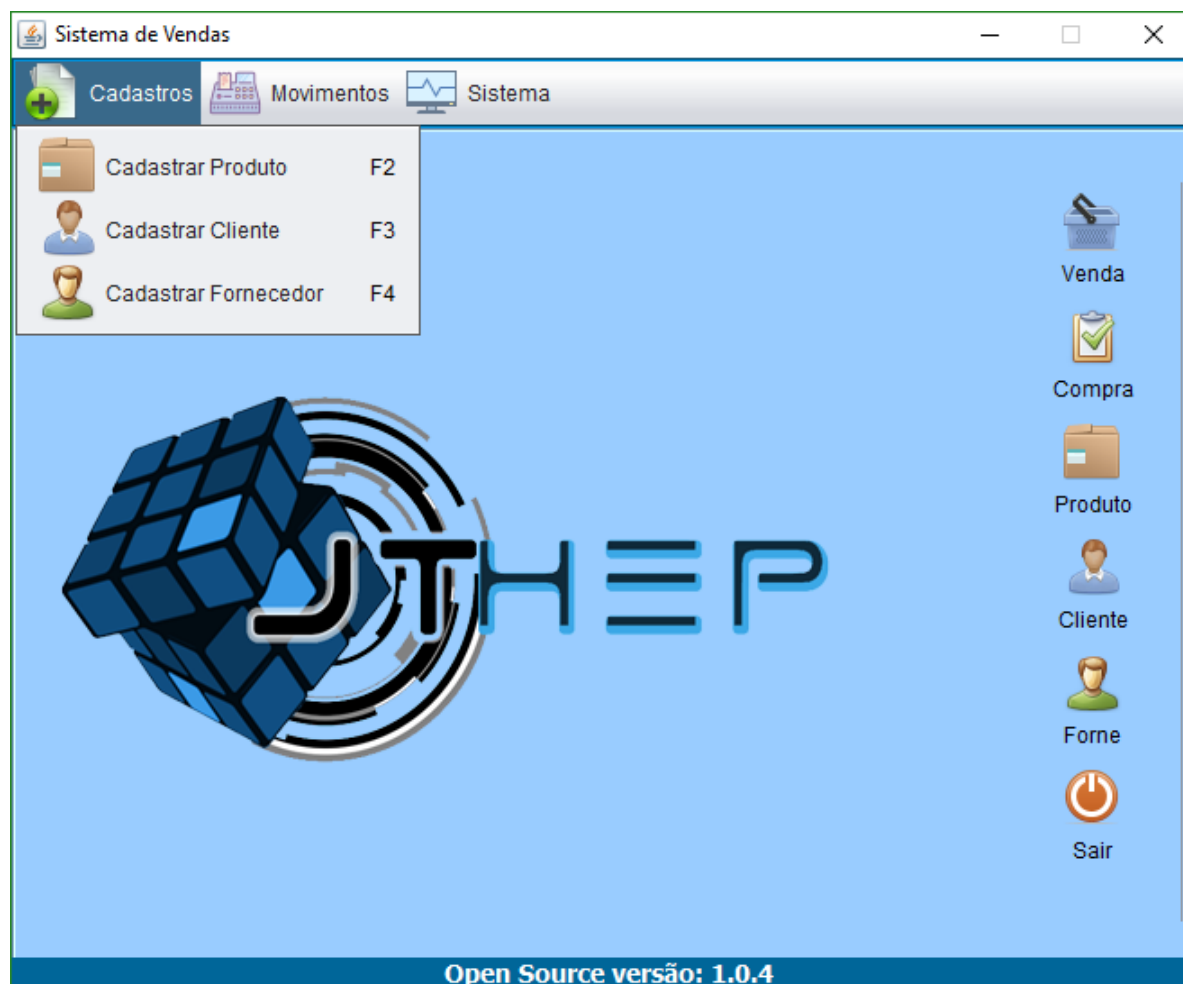 Sistema de Vendas
Cadastros Movimentos Sistema
Cadastrar Produto F2
Cadastrar Cliente F3
Cadastrar Fornecedor F4
Venda
Compra
Produto
Cliente
Forne
Sair
JTHEP
Open Source versão: 1.0.4